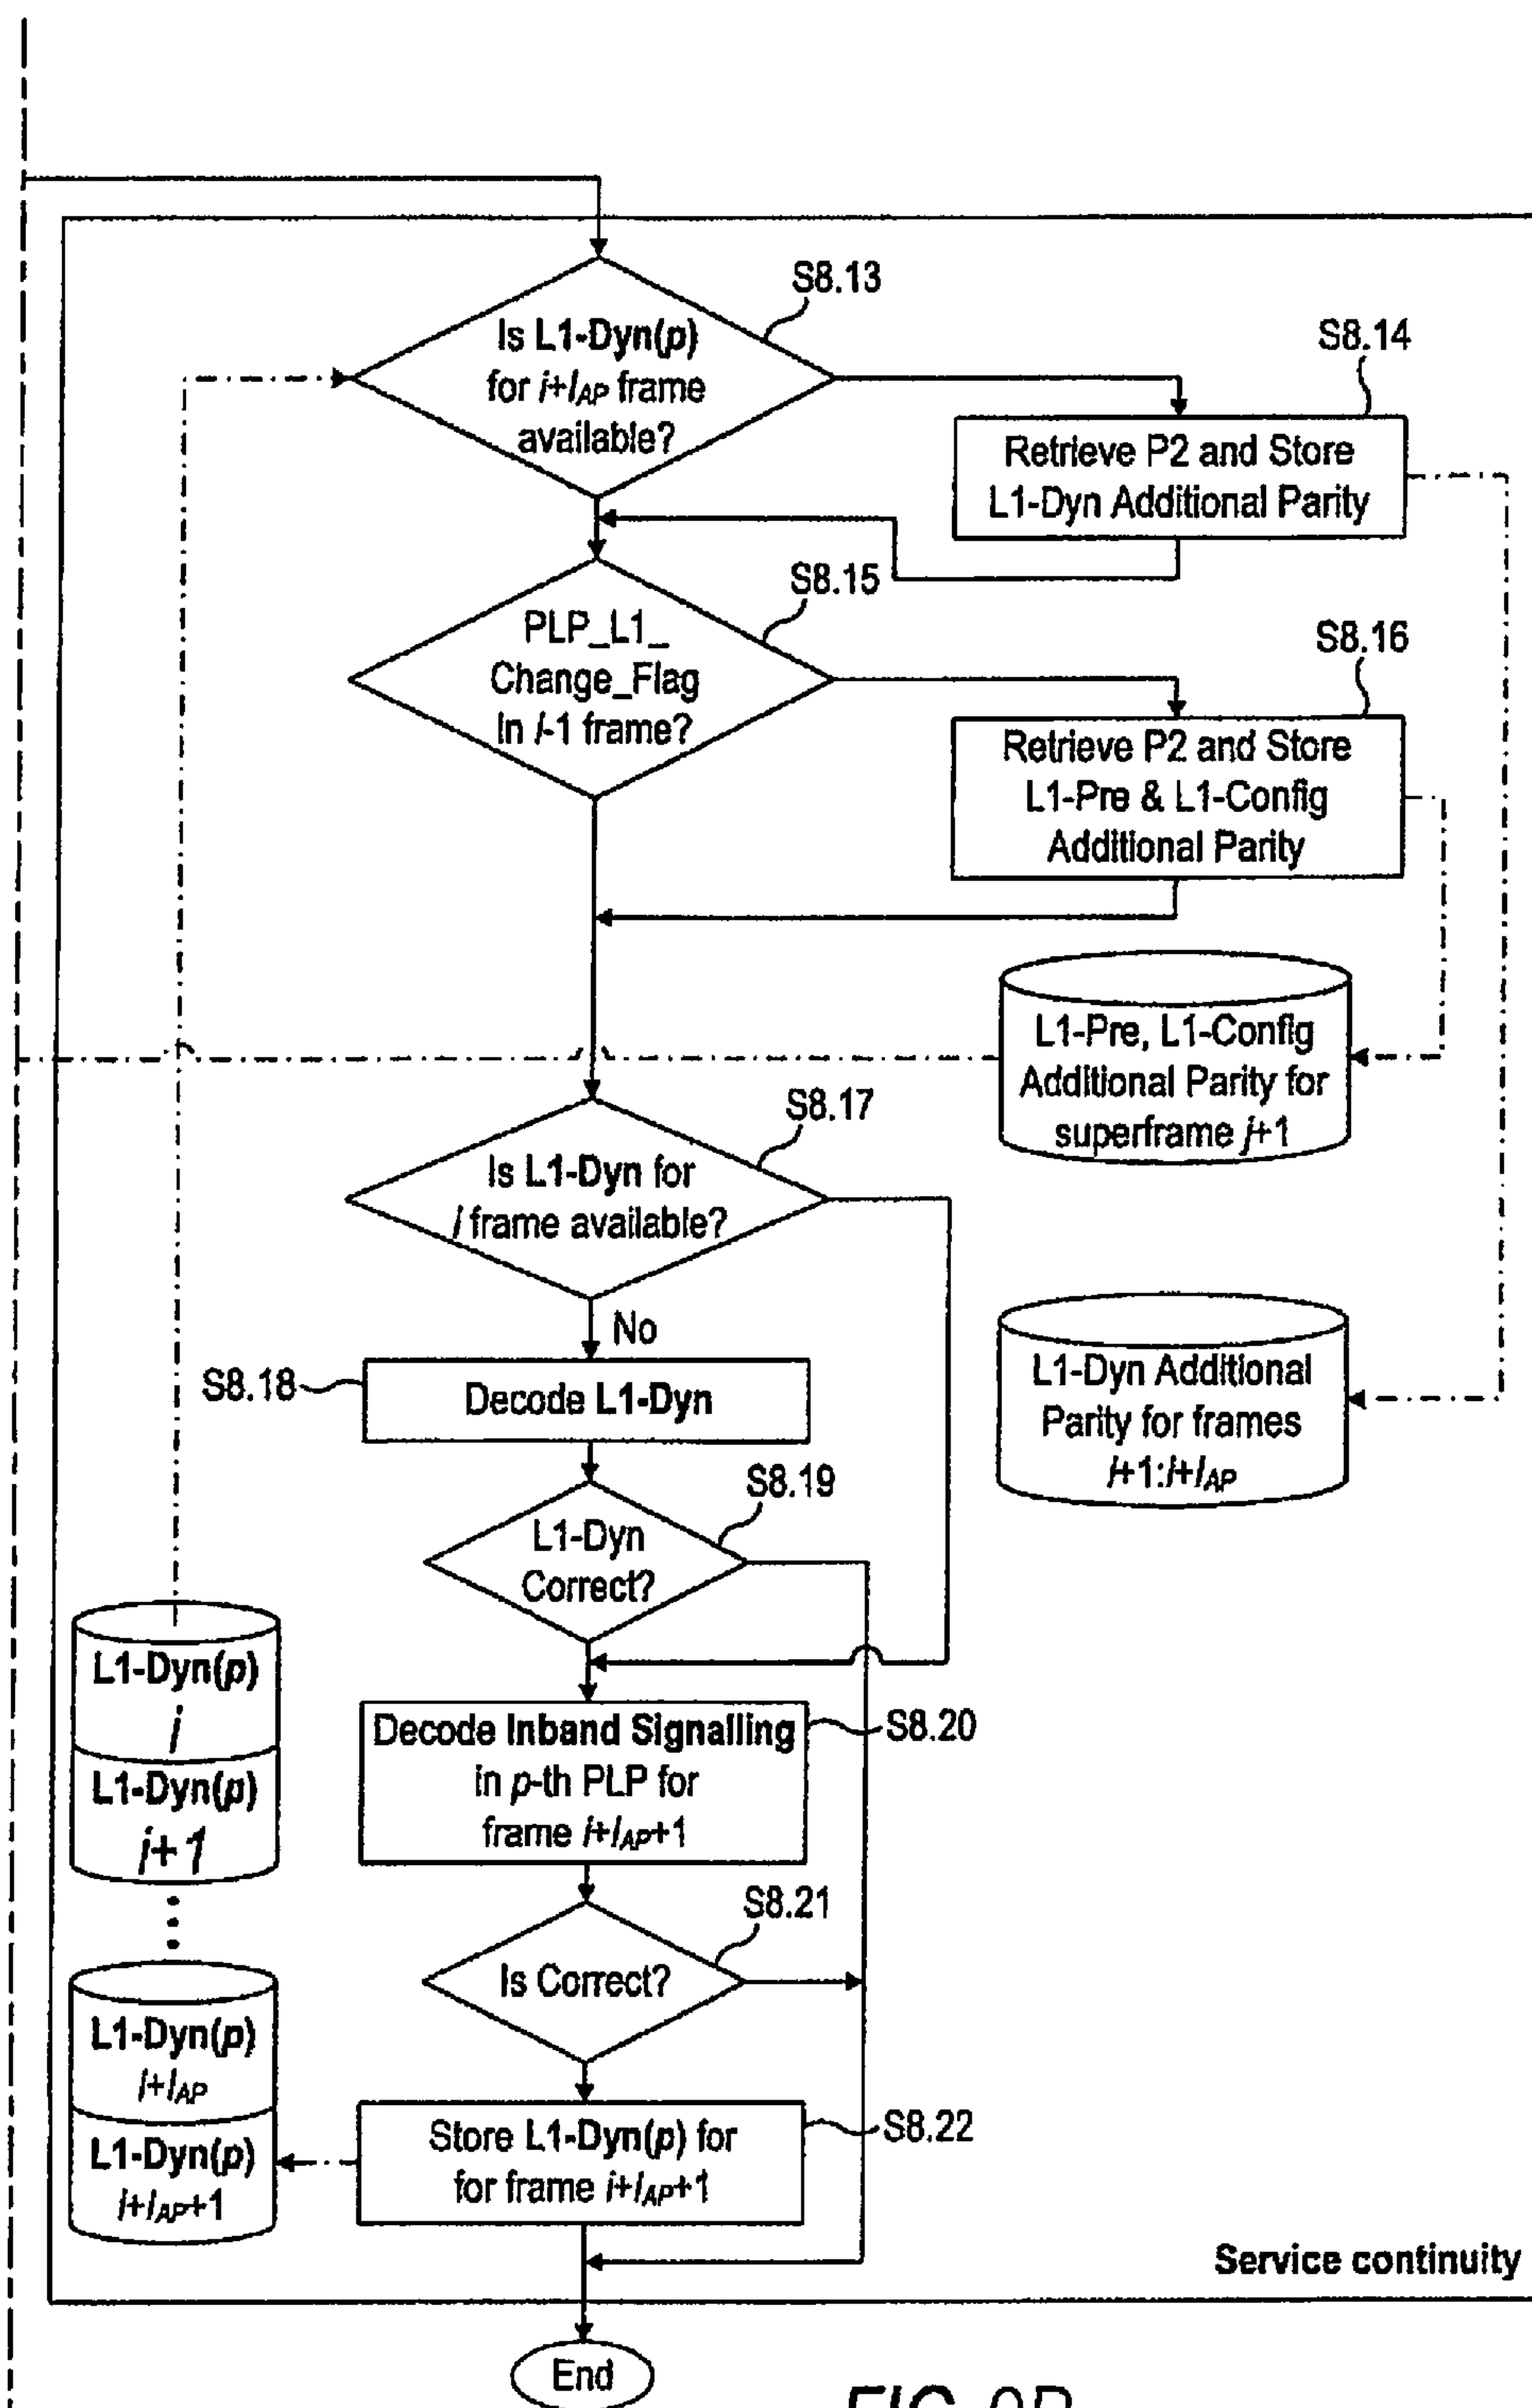 S8.13
Is L1-Dyn(p)
for i+IAP frame
available?
S8.14
Retrieve P2 and Store
L1-Dyn Additional Parity
S8.15
PLP_L1_
Change_Flag
in i-1 frame?
S8.16
Retrieve P2 and Store
L1-Pre & L1-Config
Additional Parity
L1-Pre, L1-Config
Additional Parity for
superframe j+1
S8.17
Is L1-Dyn for
i frame available?
No
S8.18
Decode L1-Dyn
L1-Dyn Additional
Parity for frames
i+1:i+IAP
S8.19
L1-Dyn
Correct?
L1-Dyn(p)
i
L1-Dyn(p)
i+1
Decode Inband Signalling
in p-th PLP for
frame i+IAP+1
S8.20
S8.21
Is Correct?
L1-Dyn(p)
i+IAP
L1-Dyn(p)
i+IAP+1
Store L1-Dyn(p) for
for frame i+IAP+1
S8.22
Service continuity
End